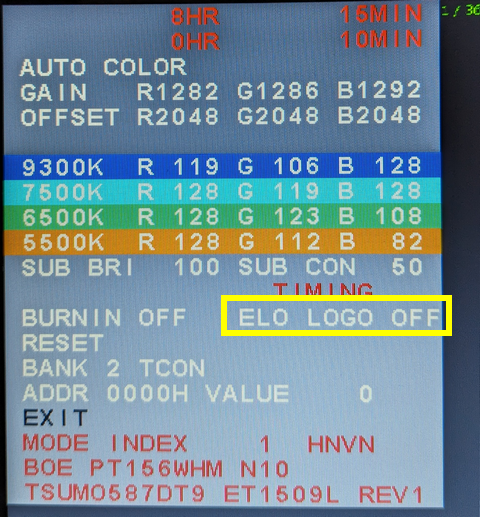 8HR 15MIN
1/36
0HR 10MIN
AUTO COLOR
GAIN R1282 G1286 B1292
OFFSET R2048 G2048 B2048
9300K R 119 G 106 B 128
7500K R 128 G 119 B 128
6500K R 128 G 123 B 108
5500K R 128 G 112 B 82
SUB BRI 100 SUB CON 50
TIMING
BURNIN OFF ELO LOGO OFF
RESET
BANK 2 TCON
ADDR 0000H VALUE 0
EXIT
MODE INDEX 1 HNVN
BOE PT156WHM N10
TSUMO587DT9 ET1509L REV1